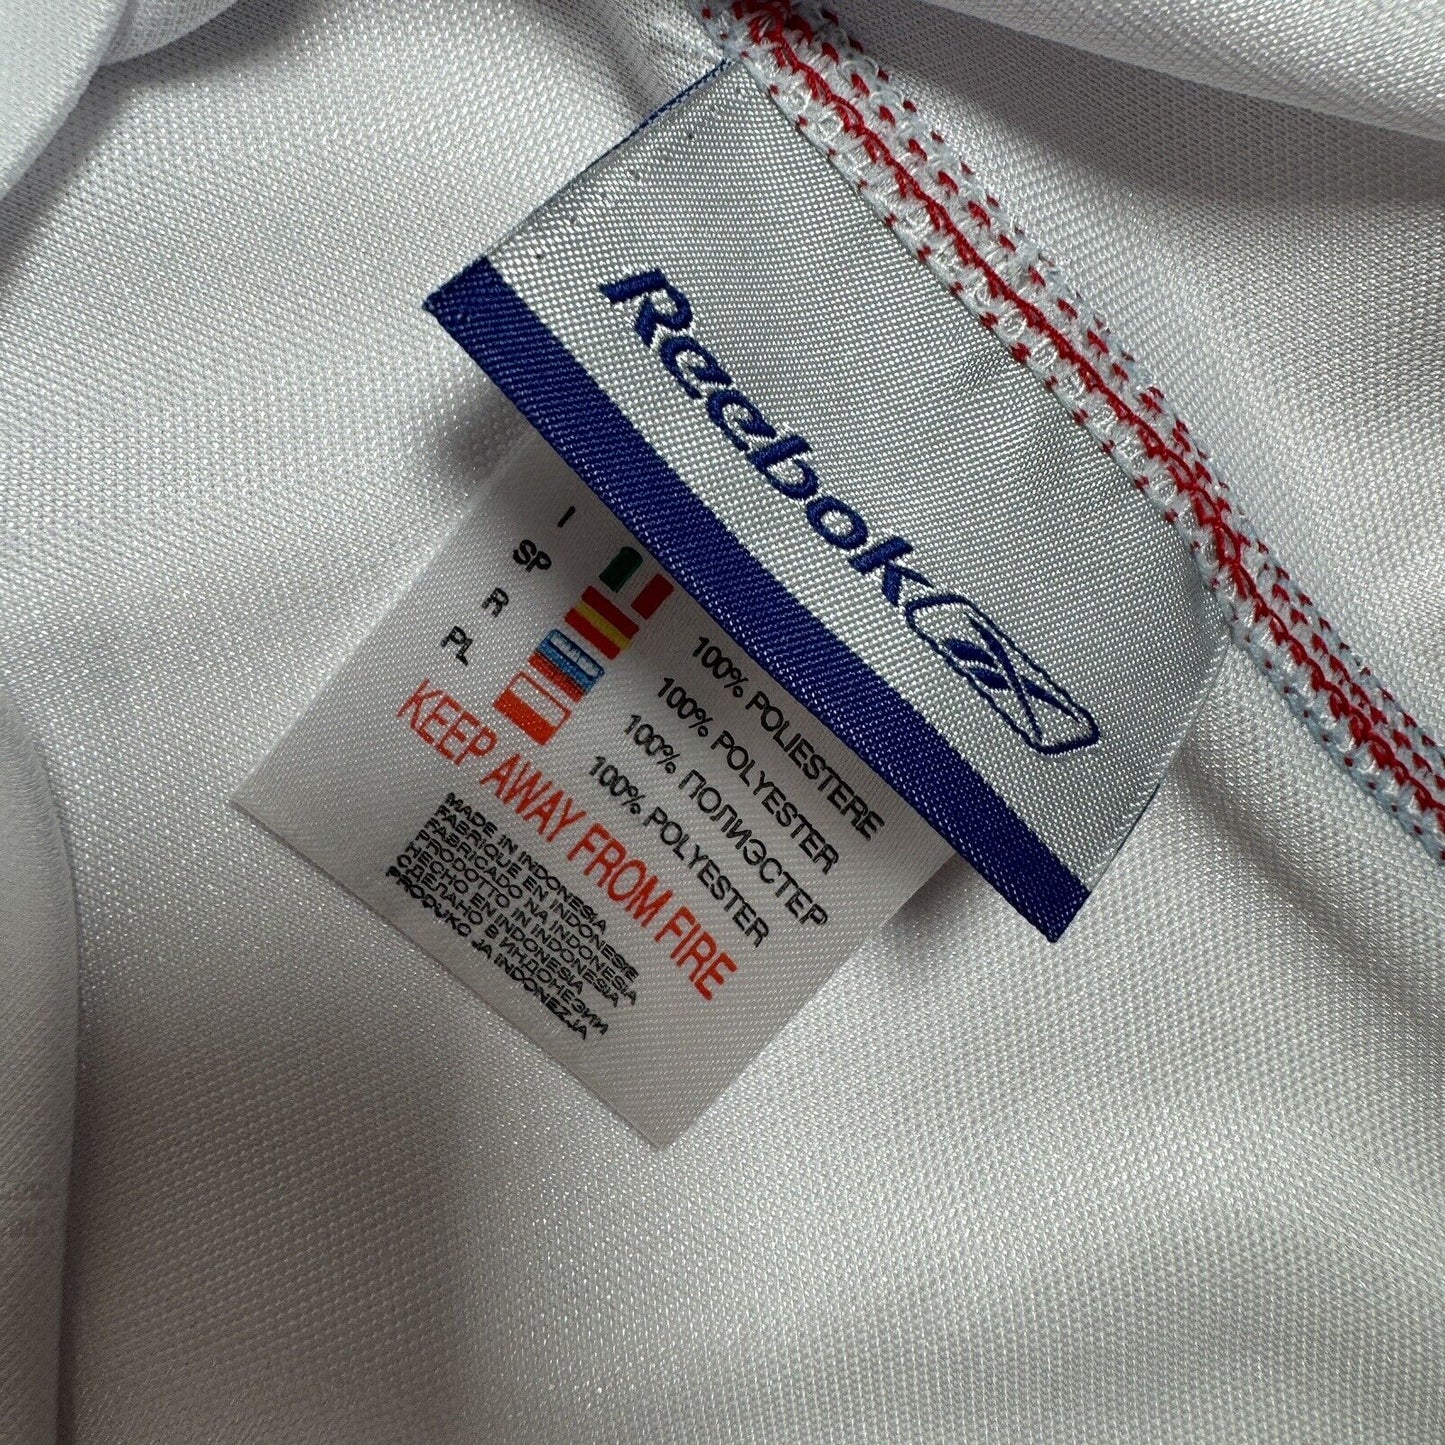 Reebok
I 100% POLIESTERE
SP 100% POLYESTER
R 100% ПОЛИЭСТЕР
PL 100% POLYESTER
KEEP AWAY FROM FIRE
MADE IN INDONESIA
FABRIQUE EN INDONESIE
FABRICADO NA INDONESIA
PRODOTTO IN INDONESIA
HECHO EN INDONESIA
СДЕЛАНО В ИНДОНЕЗИИ
PRODUKC JA INDONEZJA